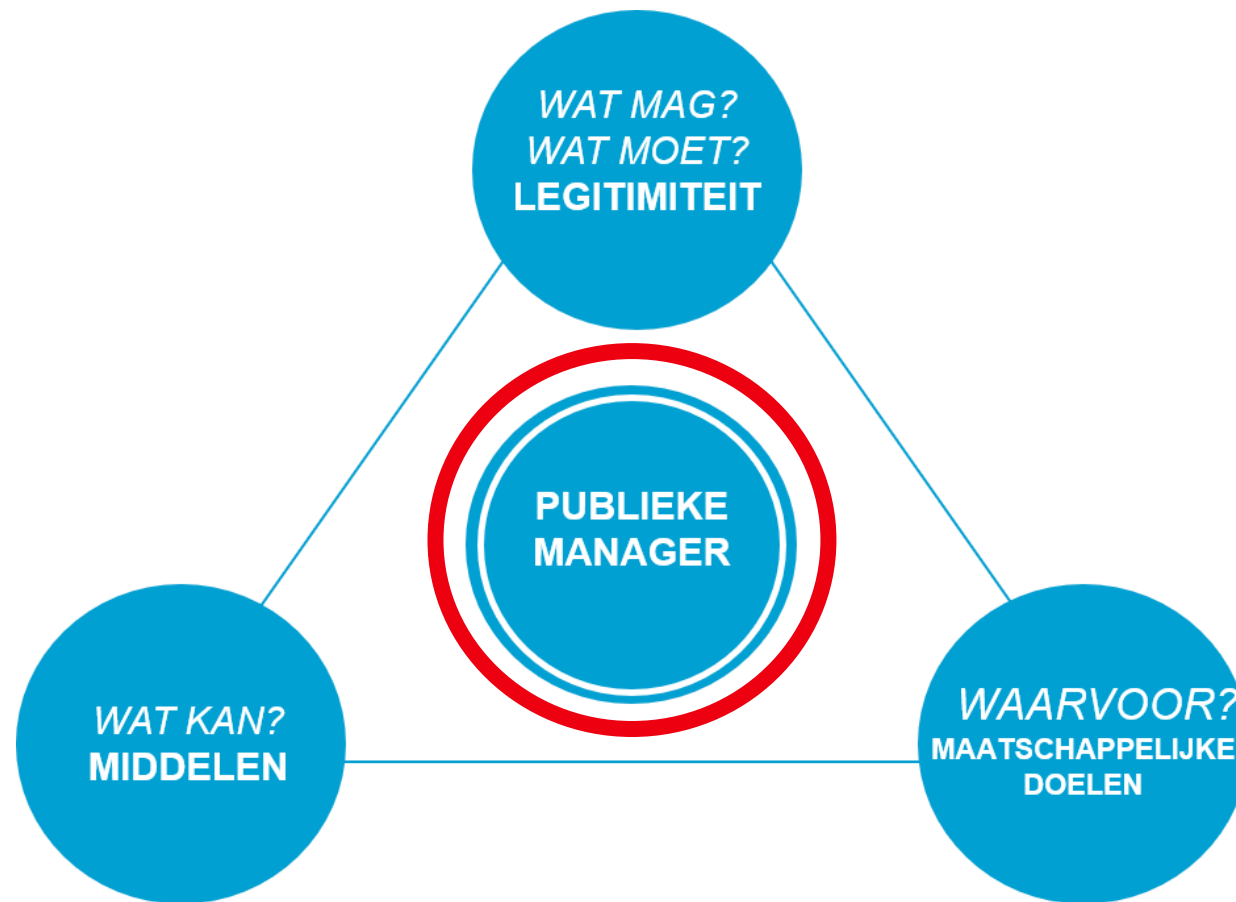 WAT MAG?
WAT MOET?
LEGITIMITEIT
PUBLIEKE
MANAGER
WAT KAN?
MIDDELEN
WAARVOOR?
MAATSCHAPPELIJKE
DOELEN